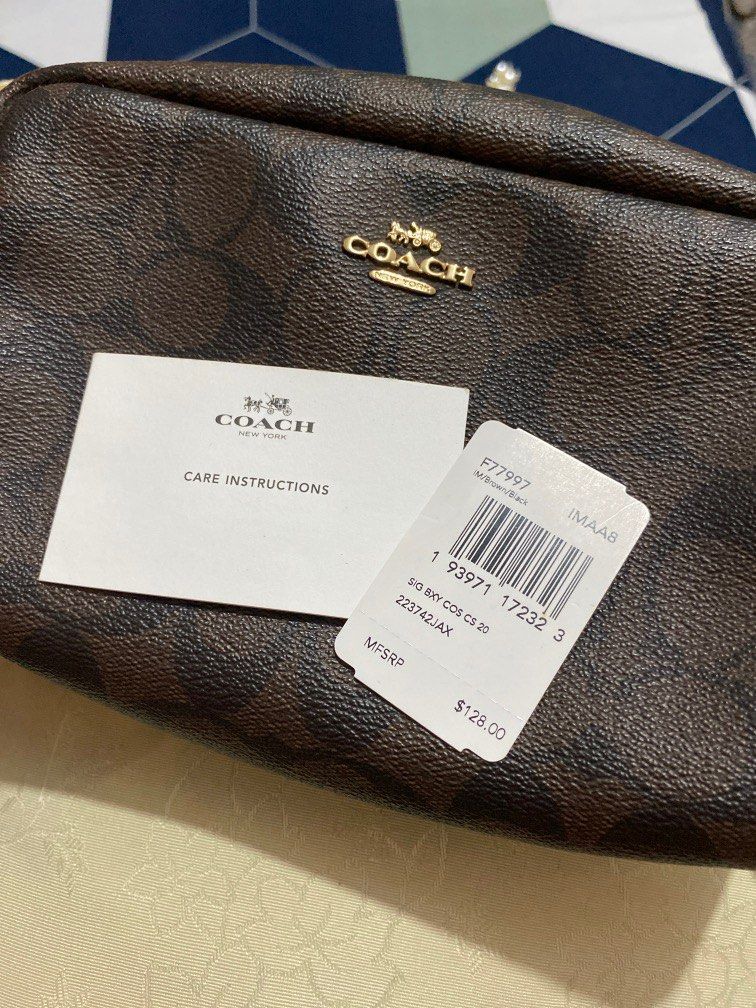 COACH
NEW YORK
COACH
NEW YORK
CARE INSTRUCTIONS
F77997
IM/Brown/Black
IMAA8
1 93971 17232 3
SIG BXY COS CS 20
223742JAX
MFSRP
$128.00